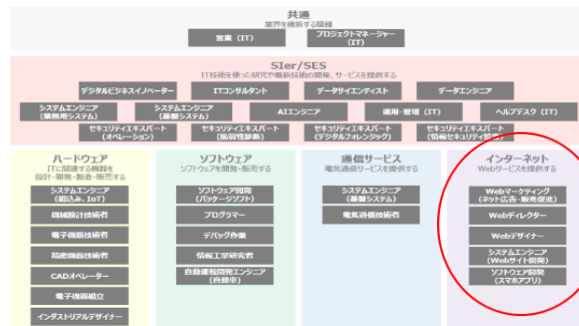 共通
業界を横断する職種
営業 (IT)
プロジェクトマネージャー
(IT)
SIer/SES
IT技術を使った研究や最新技術の開発、サービスを提供する
デジタルビジネスイノベーター
ITコンサルタント
データサイエンティスト
データエンジニア
システムエンジニア
(業務用システム)
システムエンジニア
(基盤システム)
AIエンジニア
運用・管理 (IT)
ヘルプデスク (IT)
セキュリティエキスパート
(オペレーション)
セキュリティエキスパート
(脆弱性診断)
セキュリティエキスパート
(デジタルフォレンジック)
セキュリティエキスパート
(情報セキュリティ
ハードウェア
ITに関連する機器を
設計・開発・製造・販売する
システムエンジニア
(組込み、IoT)
機械設計技術者
電子機器技術者
精密機器技術者
CADオペレーター
電子機器組立
インダストリアルデザイナー
ソフトウェア
ソフトウェアを開発・販売する
ソフトウェア開発
(パッケージソフト)
プログラマー
デバック作業
情報工学研究者
自動運転開発エンジニア
(自動車)
通信サービス
電気通信サービスを提供する
システムエンジニア
(基盤システム)
電気通信技術者
インターネット
Webサービスを提供する
Webマーケティング
(ネット広告・販売促進)
Webディレクター
Webデザイナー
システムエンジニア
(Webサイト開発)
ソフトウェア開発
(スマホアプリ)